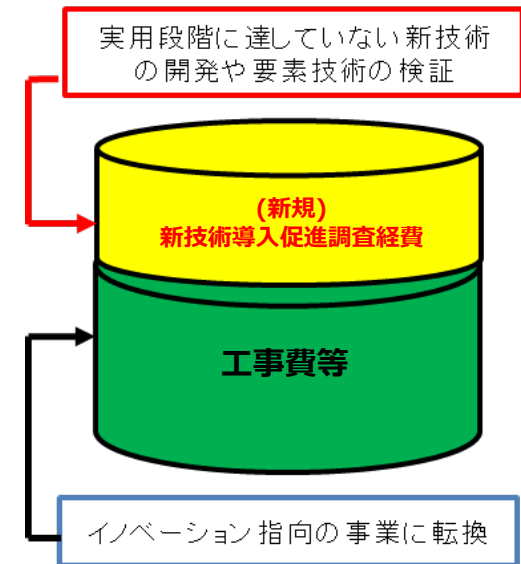 実用段階に達していない新技術
の開発や要素技術の検証
(新規)
新技術導入促進調査経費
工事費等
イノベーション指向の事業に転換